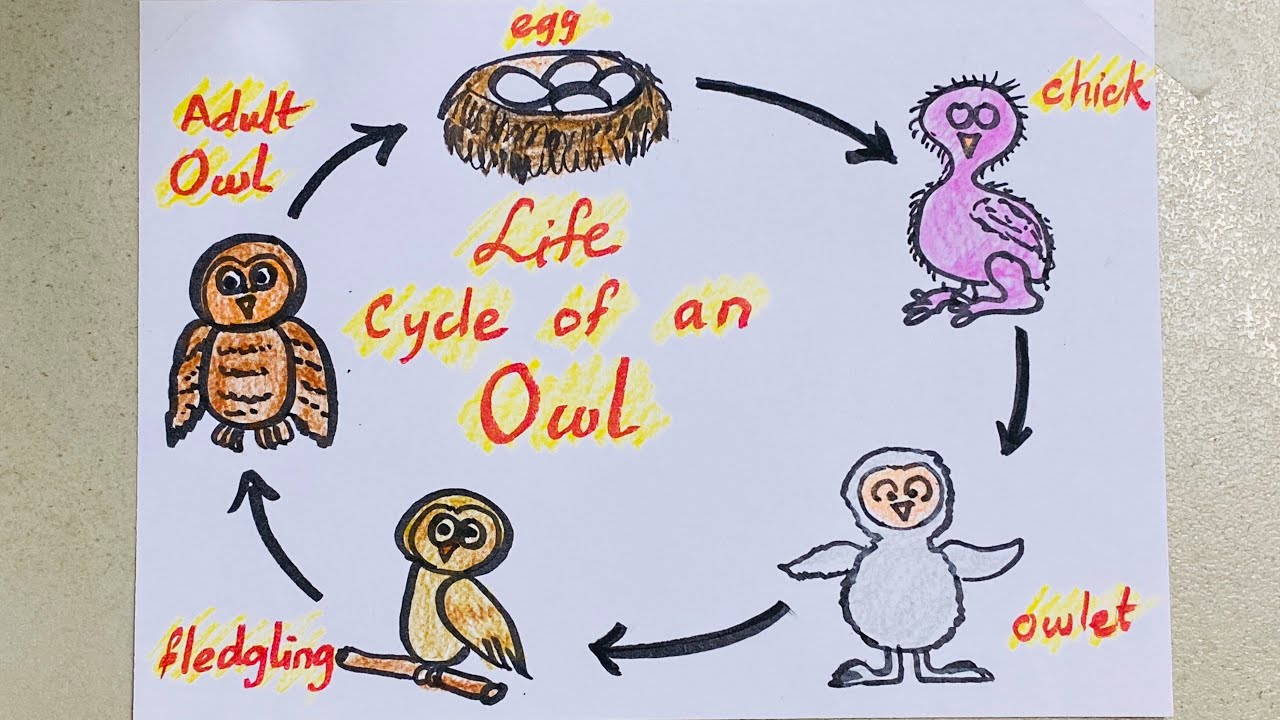 egg
chick
Adult
Owl
Life
Cycle of an
Owl
owlet
fledgling